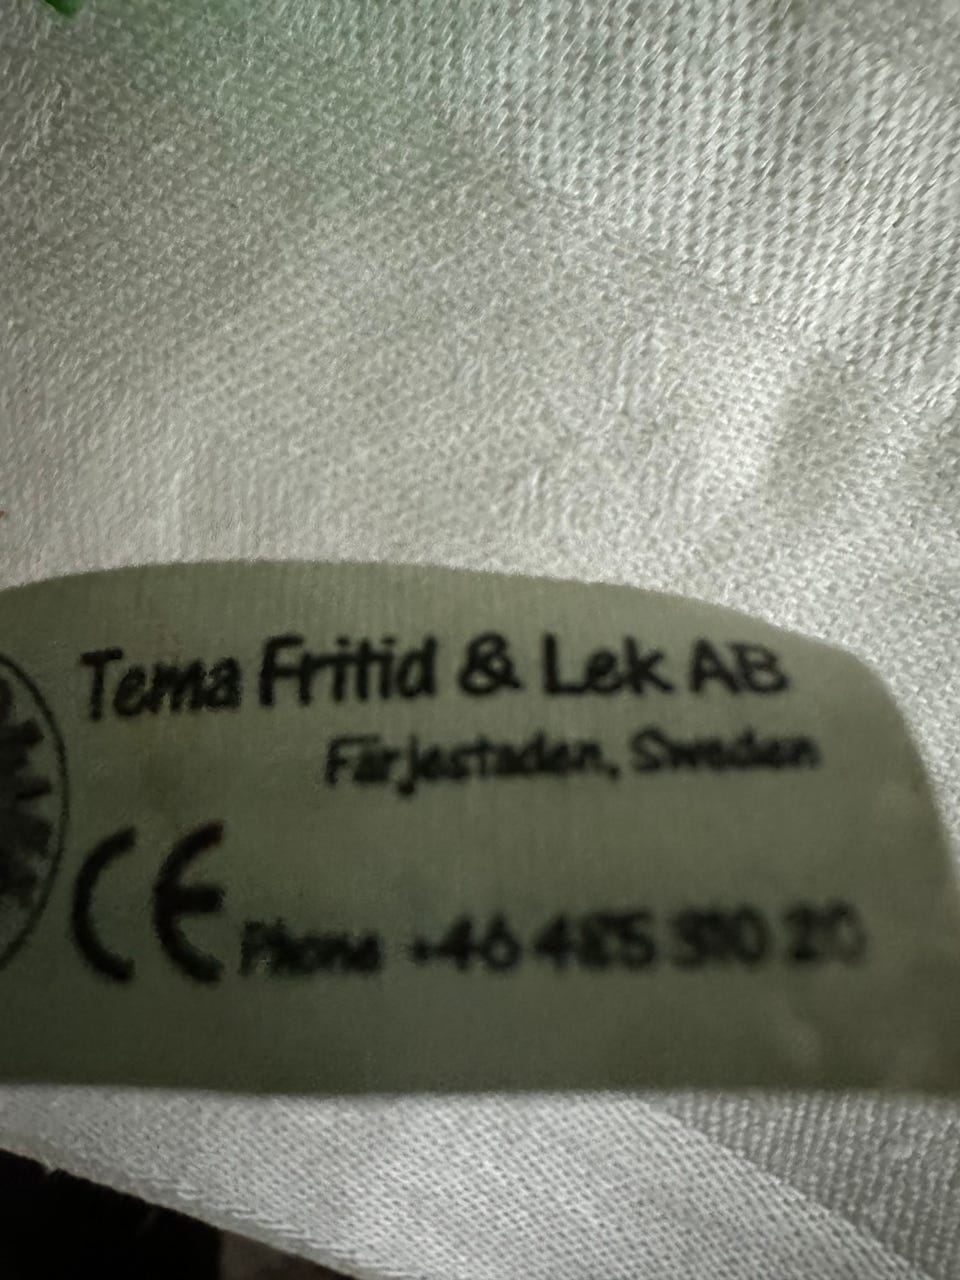 Tema Fritid & Lek AB
Färjestaden, Sweden
CE
Phone +46 485 310 20